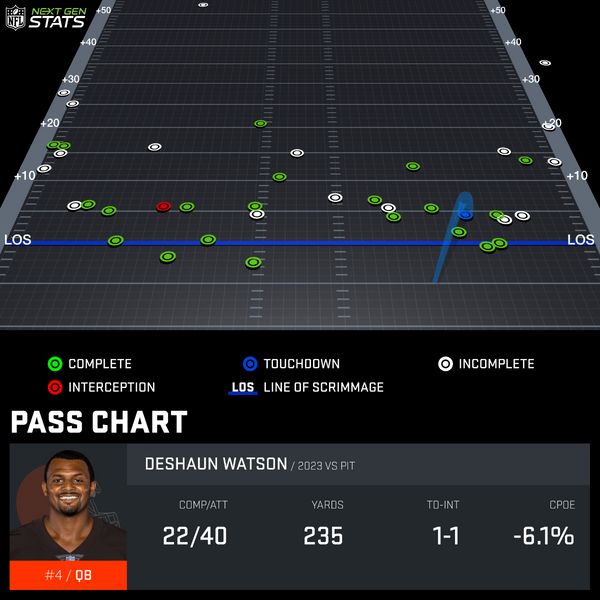 NFL NEXT GEN STATS
+50 +50
+30 +30
+20 +20
+10 +10
LOS LOS
COMPLETE TOUCHDOWN INCOMPLETE
INTERCEPTION LOS LINE OF SCRIMMAGE
PASS CHART
DESHAUN WATSON / 2023 VS PIT
COMP/ATT YARDS TD-INT CPOE
22/40 235 1-1 -6.1%
#4 / QB